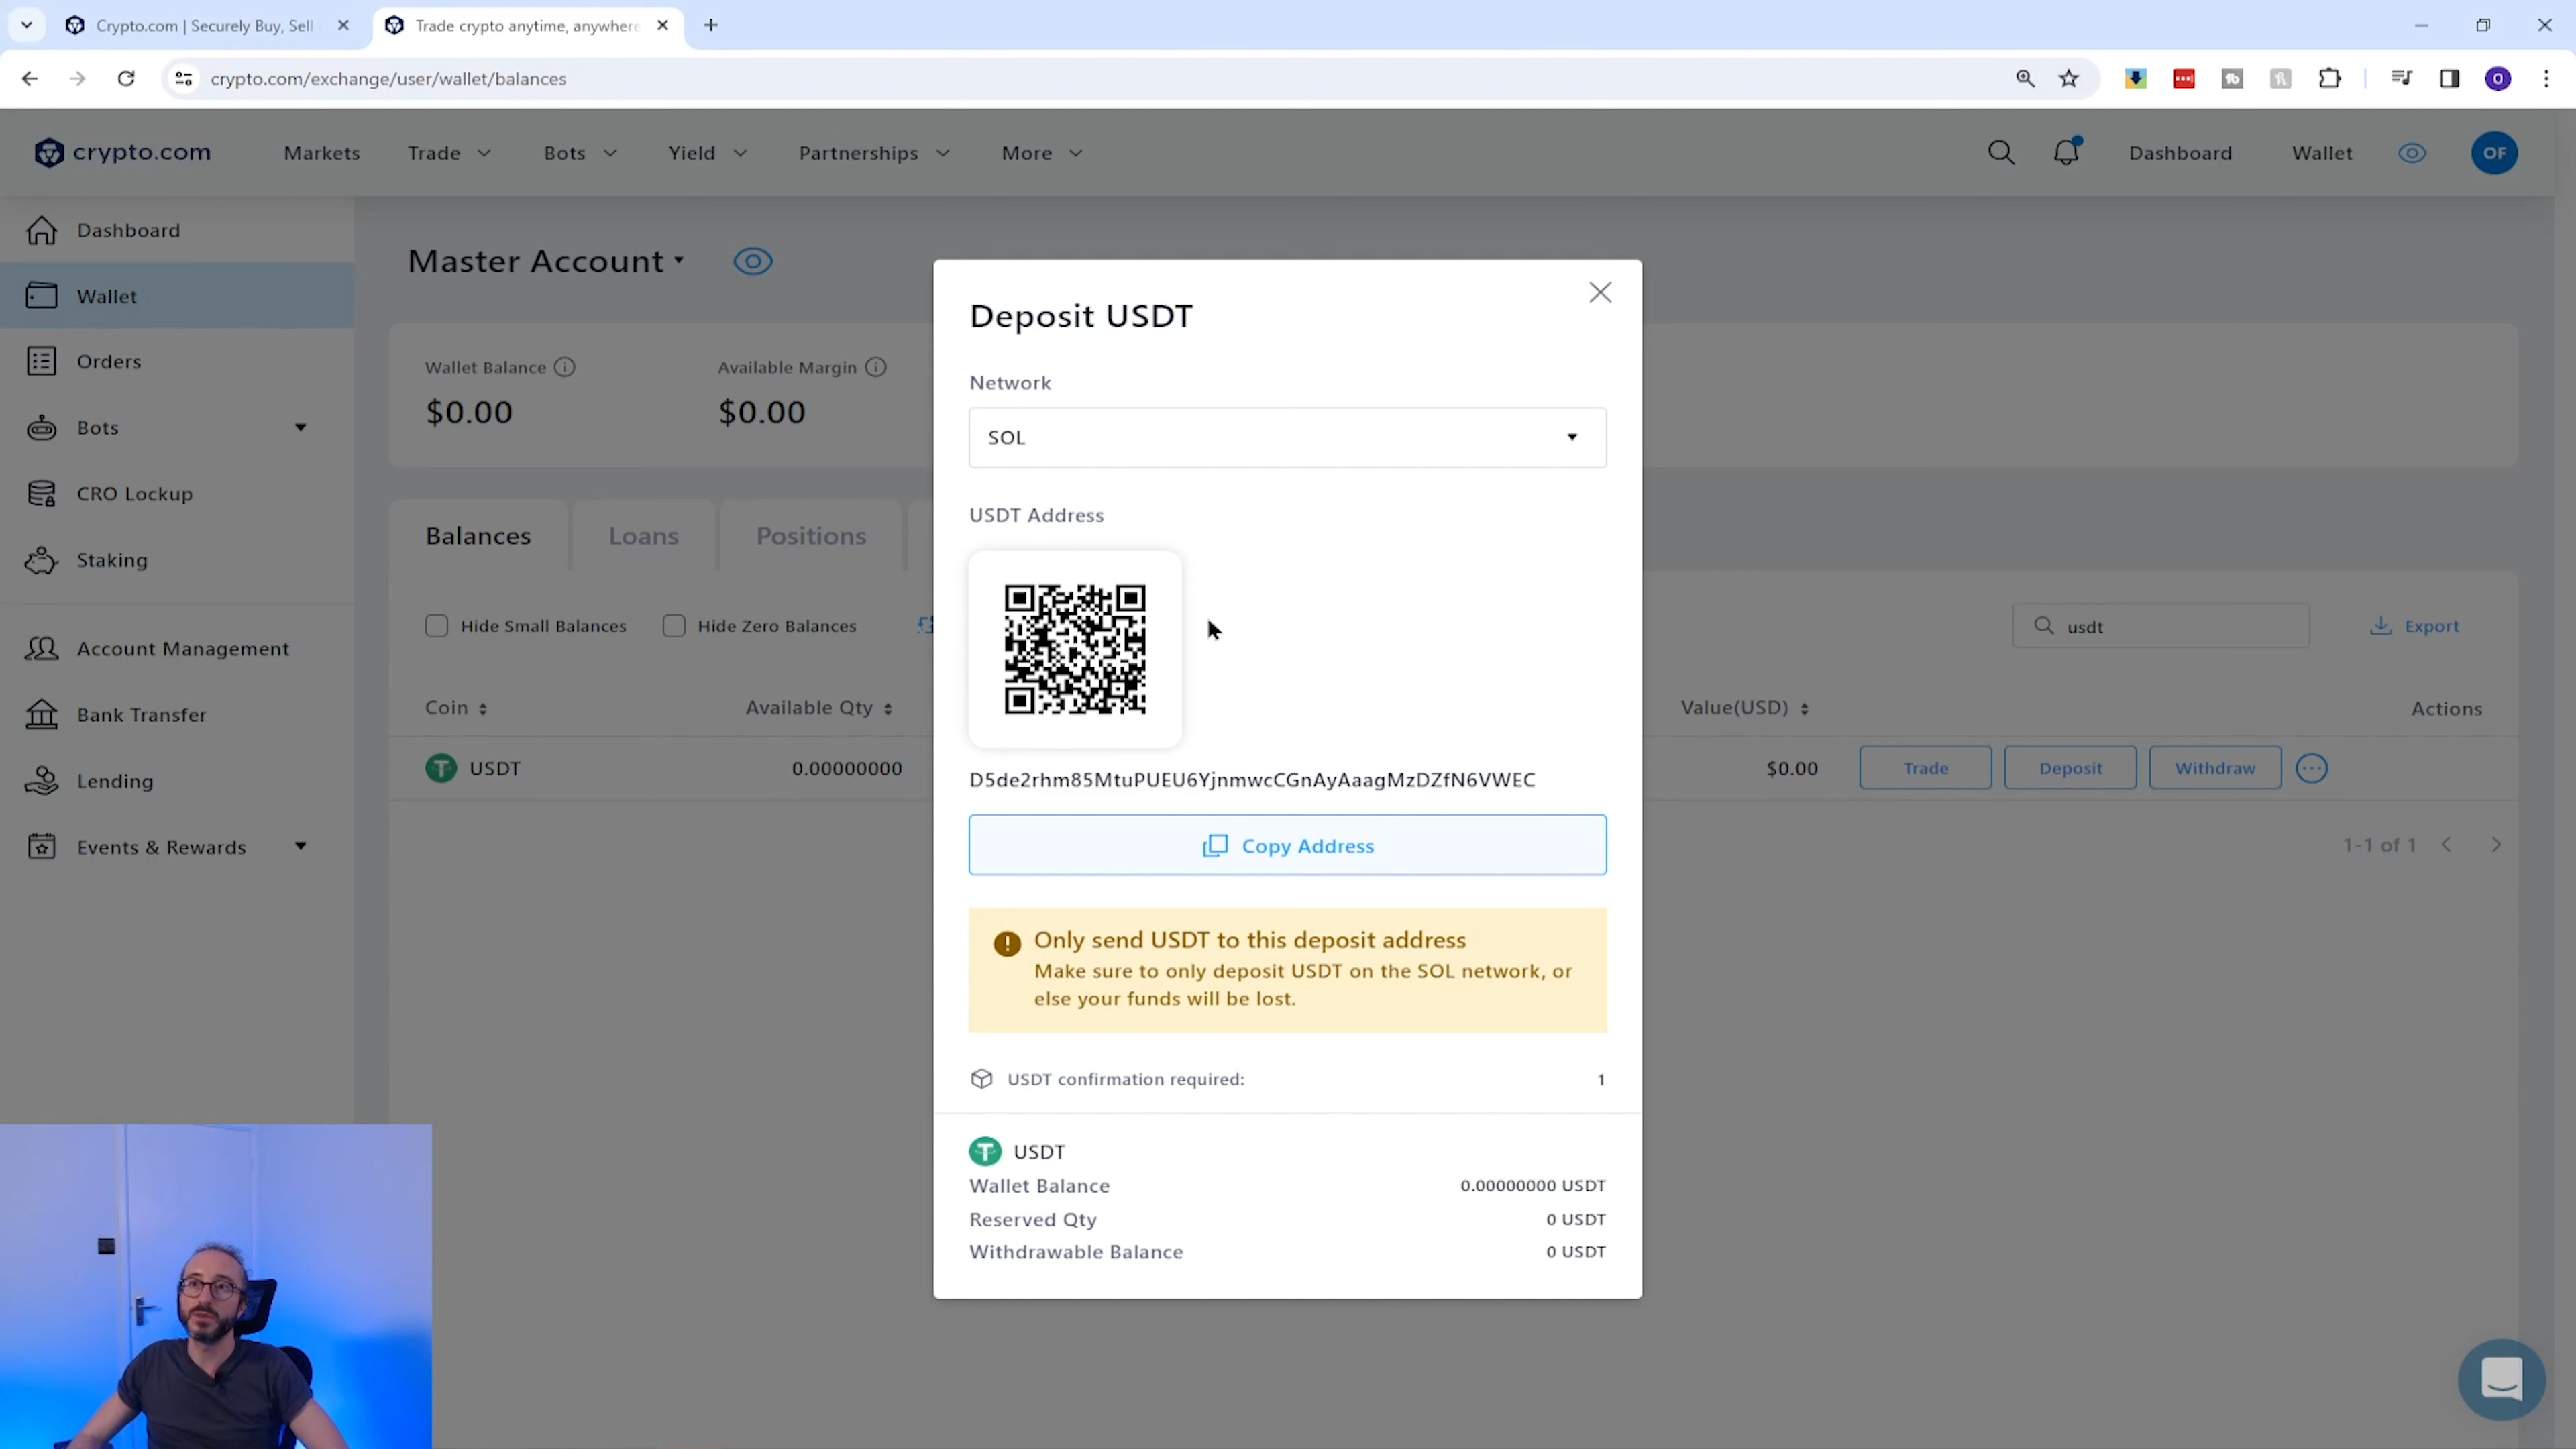 Crypto.com | Securely Buy, Sell
Trade crypto anytime, anywhere
crypto.com/exchange/user/wallet/balances
O
crypto.com
Markets
Trade
Bots
Yield
Partnerships
More
Dashboard
Wallet
OF
Dashboard
Wallet
Orders
Bots
CRO Lockup
Staking
Account Management
Bank Transfer
Lending
Events & Rewards
Master Account
Wallet Balance
Available Margin
$0.00
$0.00
Balances
Loans
Positions
Hide Small Balances
Hide Zero Balances
usdt
Export
Coin
Available Qty
Value(USD)
Actions
USDT
0.00000000
$0.00
Trade
Deposit
Withdraw
1-1 of 1
Deposit USDT
Network
SOL
USDT Address
D5de2rhm85MtuPUEU6YjnmwcCGnAyAaagMzDZfN6VWEC
Copy Address
Only send USDT to this deposit address
Make sure to only deposit USDT on the SOL network, or
else your funds will be lost.
USDT confirmation required: 1
USDT
Wallet Balance 0.00000000 USDT
Reserved Qty 0 USDT
Withdrawable Balance 0 USDT